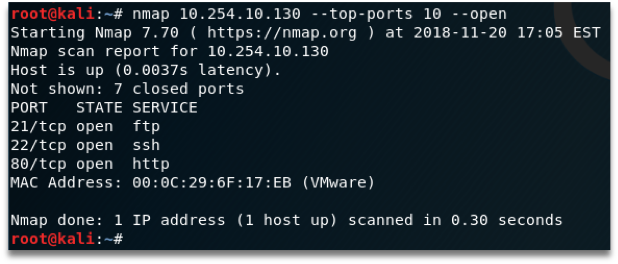 root@kali:~# nmap 10.254.10.130 --top-ports 10 --open
Starting Nmap 7.70 ( https://nmap.org ) at 2018-11-20 17:05 EST
Nmap scan report for 10.254.10.130
Host is up (0.0037s latency).
Not shown: 7 closed ports
PORT   STATE SERVICE
21/tcp open  ftp
22/tcp open  ssh
80/tcp open  http
MAC Address: 00:0C:29:6F:17:EB (VMware)
Nmap done: 1 IP address (1 host up) scanned in 0.30 seconds
root@kali:~#